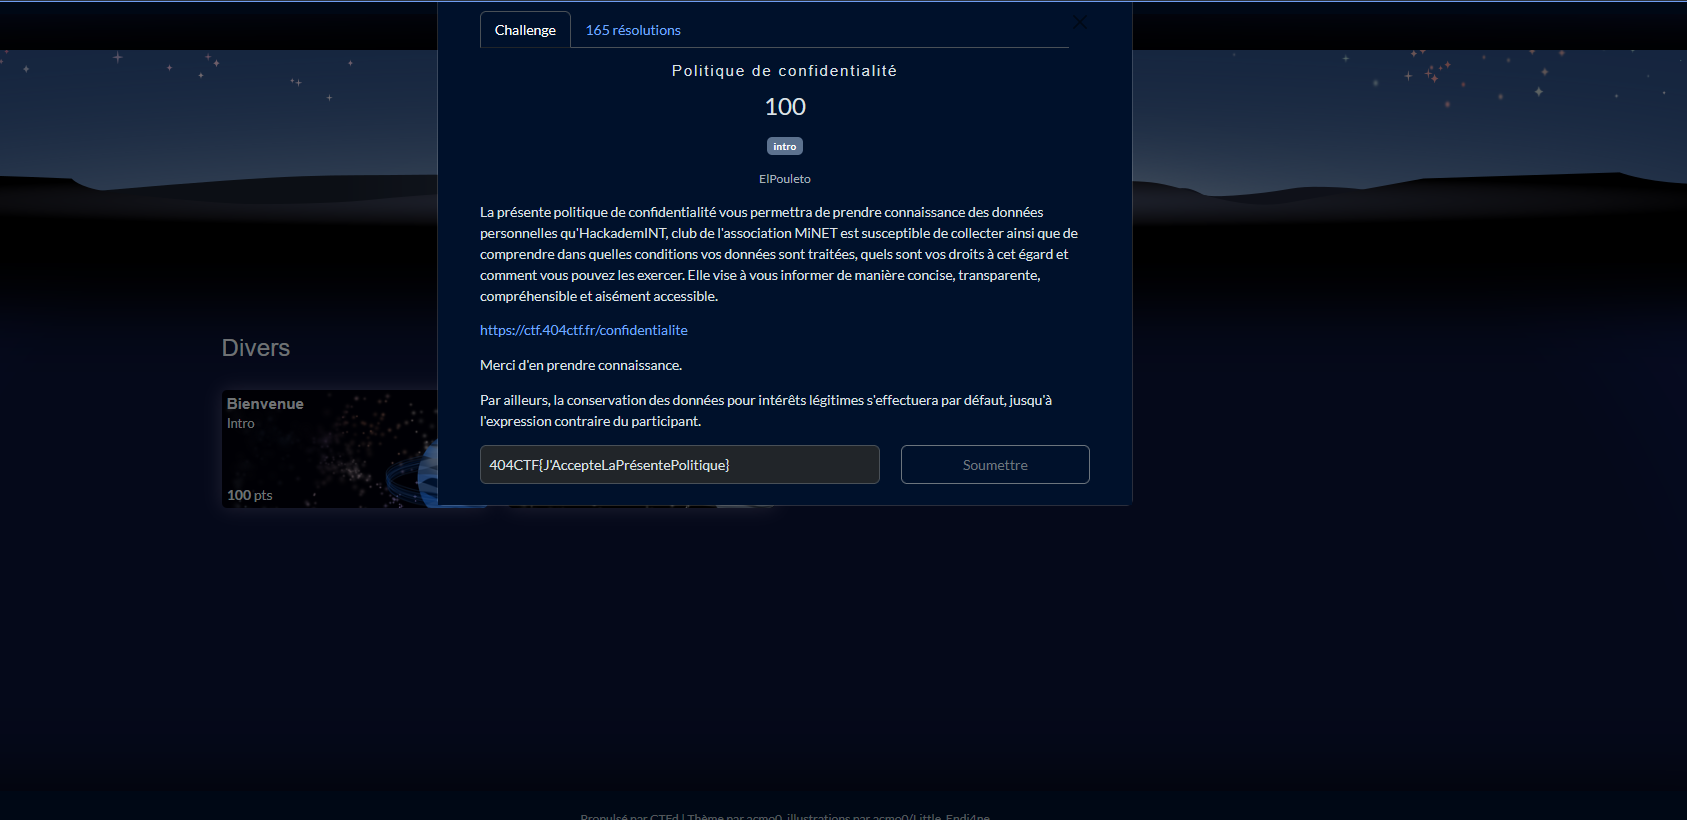 Challenge
165 résolutions
Politique de confidentialité
100
intro
ElPouleto
La présente politique de confidentialité vous permettra de prendre connaissance des données
personnelles qu'HackademINT, club de l'association MiNET est susceptible de collecter ainsi que de
comprendre dans quelles conditions vos données sont traitées, quels sont vos droits à cet égard et
comment vous pouvez les exercer. Elle vise à vous informer de manière concise, transparente,
compréhensible et aisément accessible.
https://ctf.404ctf.fr/confidentialite
Merci d'en prendre connaissance.
Par ailleurs, la conservation des données pour intérêts légitimes s'effectuera par défaut, jusqu'à
l'expression contraire du participant.
404CTF{J'AccepteLaPrésentePolitique}
Soumettre
Divers
Bienvenue
Intro
100 pts
Propulsé par CTFd | Thème par acmo0, illustrations par acmo0/Little_Endi4ne